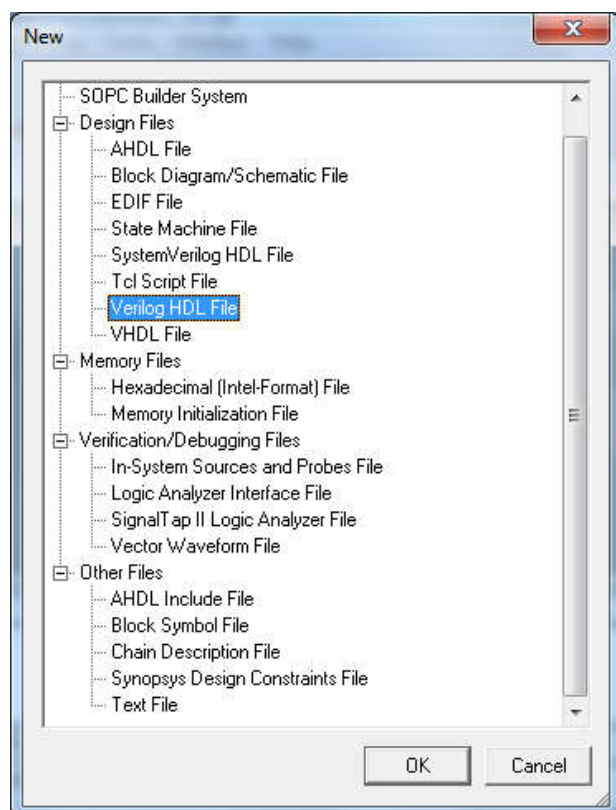 New
SOPC Builder System
Design Files
AHDL File
Block Diagram/Schematic File
EDIF File
State Machine File
SystemVerilog HDL File
Tcl Script File
Verilog HDL File
VHDL File
Memory Files
Hexadecimal (Intel-Format) File
Memory Initialization File
Verification/Debugging Files
In-System Sources and Probes File
Logic Analyzer Interface File
SignalTap II Logic Analyzer File
Vector Waveform File
Other Files
AHDL Include File
Block Symbol File
Chain Description File
Synopsys Design Constraints File
Text File
OK Cancel